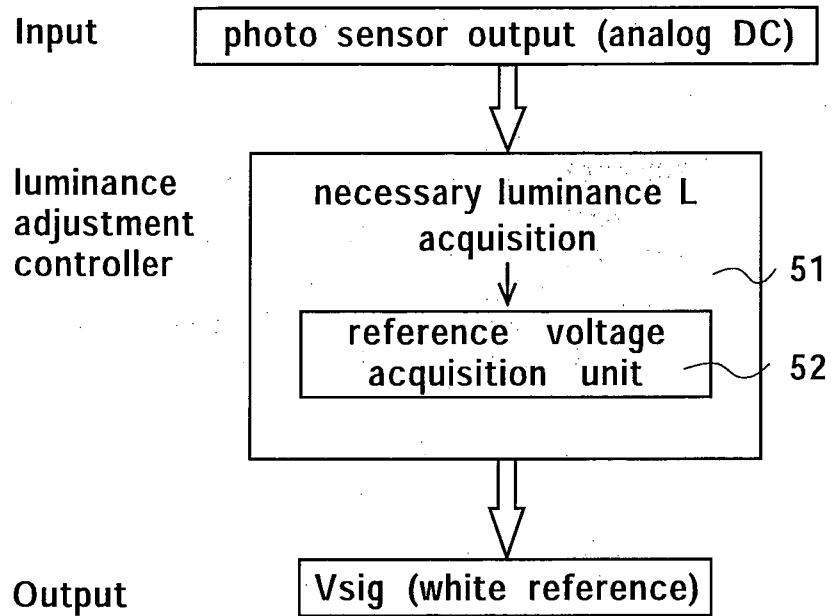 Input
photo sensor output (analog DC)
luminance
adjustment
controller
necessary luminance L
acquisition
51
reference voltage
acquisition unit
52
Output
Vsig (white reference)